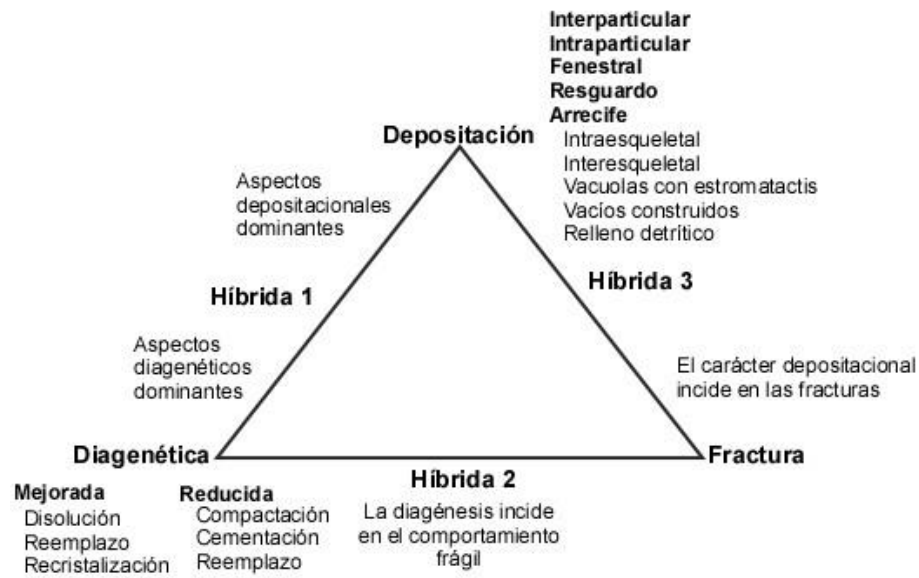 Interparticular
Intraparticular
Fenestral
Resguardo
Arrecife
Depositación
Intraesqueletal
Interesqueletal
Vacuolas con estromatactis
Vacíos construidos
Relleno detrítico
Aspectos
depositacionales
dominantes
Híbrida 1
Híbrida 3
Aspectos
diagenéticos
dominantes
El carácter depositacional
incide en las fracturas
Diagenética
Fractura
Híbrida 2
Mejorada
Disolución
Reemplazo
Recristalización
Reducida
Compactación
Cementación
Reemplazo
La diagénesis incide
en el comportamiento
frágil